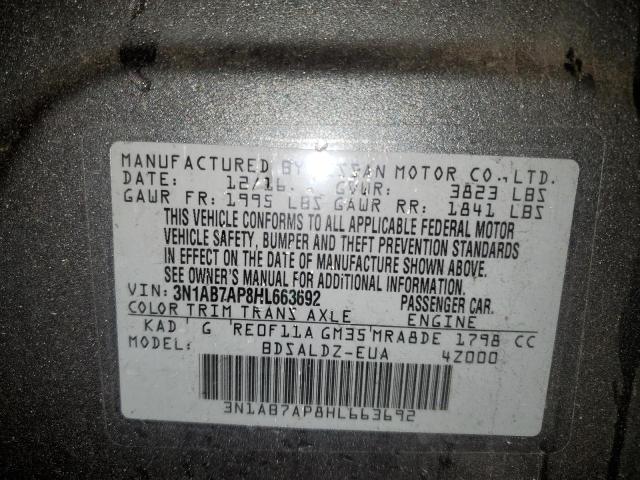 MANUFACTURED BY NISSAN MOTOR CO., LTD.
DATE: 12/16 GVWR: 3823 LBS
GAWR FR: 1995 LBS GAWR RR: 1841 LBS
THIS VEHICLE CONFORMS TO ALL APPLICABLE FEDERAL MOTOR
VEHICLE SAFETY, BUMPER AND THEFT PREVENTION STANDARDS
IN EFFECT ON THE DATE OF MANUFACTURE SHOWN ABOVE.
SEE OWNER'S MANUAL FOR ADDITIONAL INFORMATION.
VIN: 3N1AB7AP8HL663692 PASSENGER CAR.
COLOR TRIM TRANS AXLE ENGINE
KAD G RE0F11A GM35 MRA8DE 1798 CC
MODEL: BDSALDZ-EUA 4Z000
3N1AB7AP8HL663692